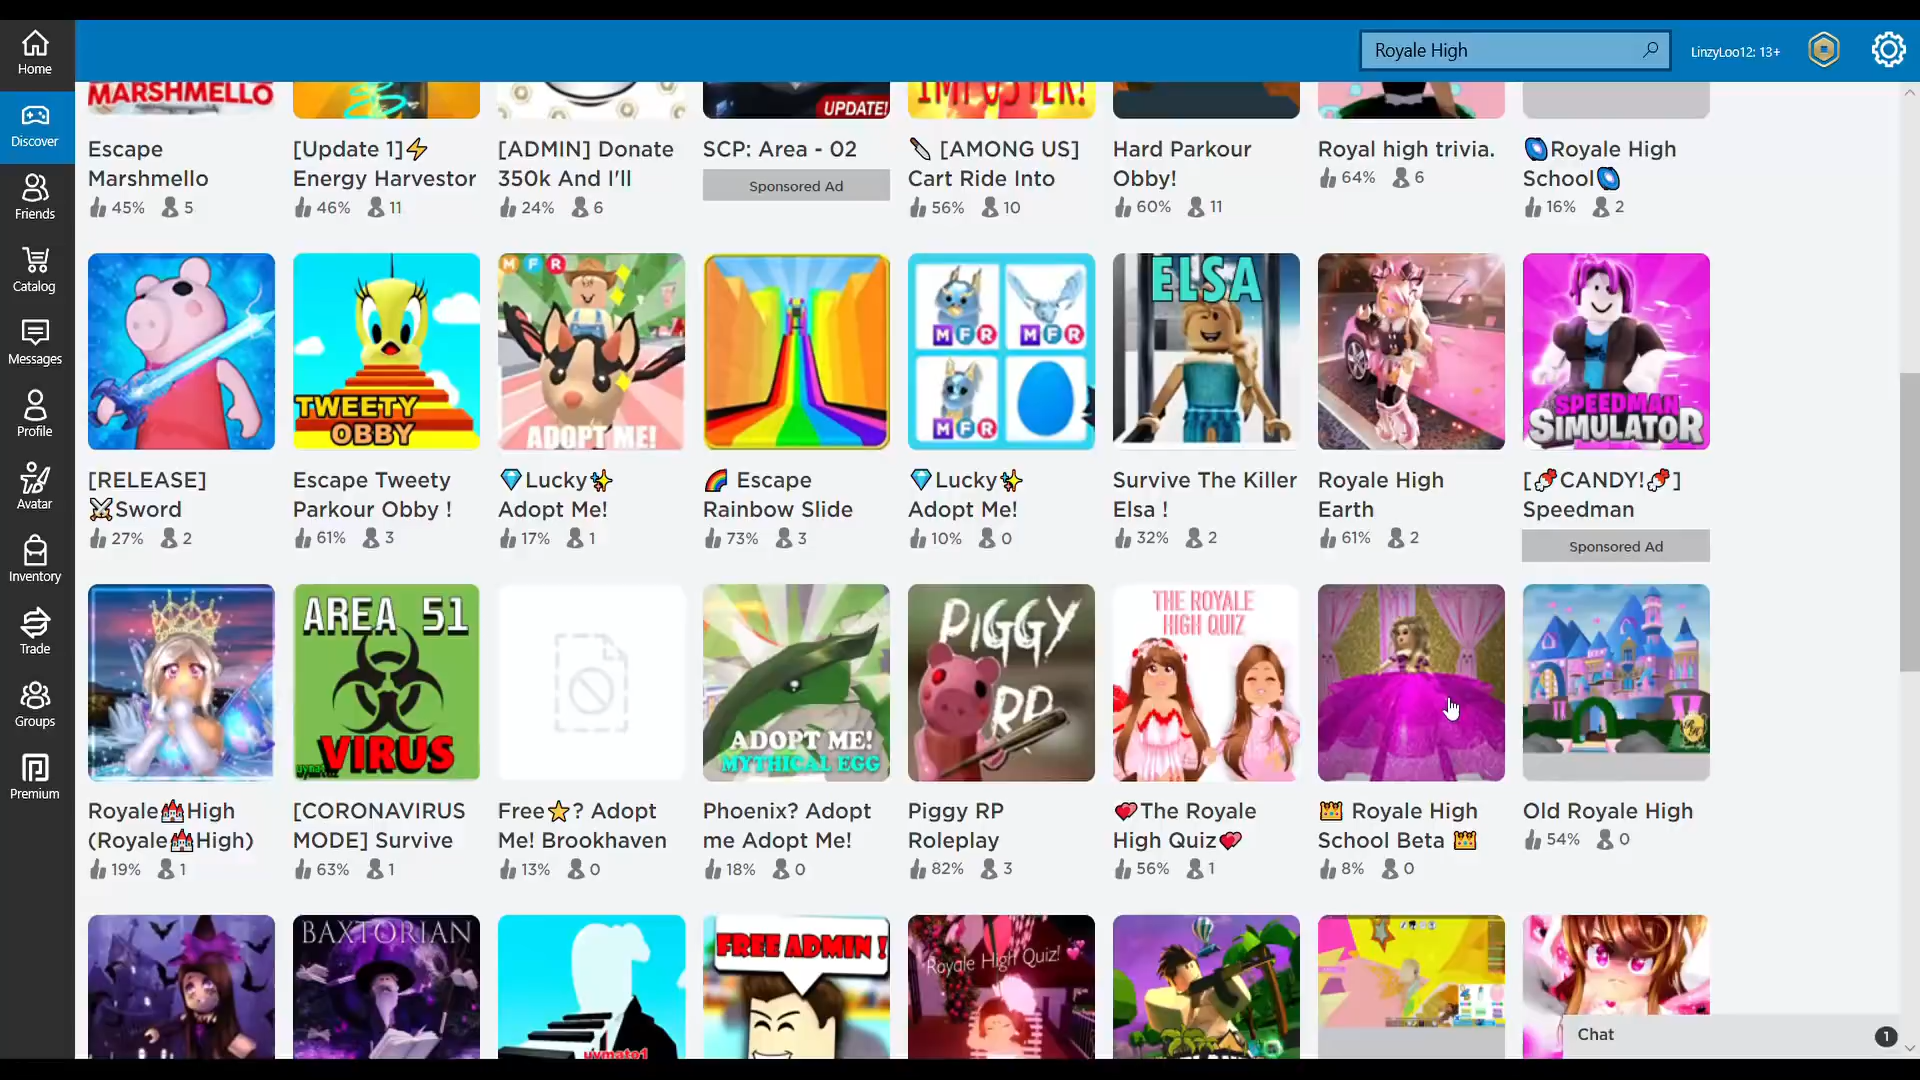 Home
Royale High
LinzyLoo12: 13+
MARSHMELLO
UPDATE!
IMPOSTER!
Discover
Escape
Marshmello
45% 5
[Update 1]⚡
Energy Harvestor
46% 11
[ADMIN] Donate
350k And I'll
24% 6
SCP: Area - 02
Sponsored Ad
🔪 [AMONG US]
Cart Ride Into
56% 10
Hard Parkour
Obby!
60% 11
Royal high trivia.
64% 6
🧿Royale High
School🧿
16% 2
Friends
Catalog
Messages
Profile
Avatar
Inventory
Trade
Groups
Premium
TWEETY
OBBY
M F R
ADOPT ME!
M F R
M F R
M F R
M F R
ELSA
SPEEDMAN
SIMULATOR
[RELEASE]
⚔Sword
27% 2
Escape Tweety
Parkour Obby !
61% 3
💎Lucky✨
Adopt Me!
17% 1
🌈 Escape
Rainbow Slide
73% 3
💎Lucky✨
Adopt Me!
10% 0
Survive The Killer
Elsa !
32% 2
Royale High
Earth
61% 2
[🍬CANDY!🍬]
Speedman
Sponsored Ad
AREA 51
VIRUS
ADOPT ME!
MYTHICAL EGG
PIGGY
RP
THE ROYALE
HIGH QUIZ
Royale🏰High
(Royale🏰High)
19% 1
[CORONAVIRUS
MODE] Survive
63% 1
Free⭐? Adopt
Me! Brookhaven
13% 0
Phoenix? Adopt
me Adopt Me!
18% 0
Piggy RP
Roleplay
82% 3
💞The Royale
High Quiz💞
56% 1
👑 Royale High
School Beta 👑
8% 0
Old Royale High
54% 0
BAXTORIAN
uvmato1
FREE ADMIN !
Royale High Quiz!
Chat
1